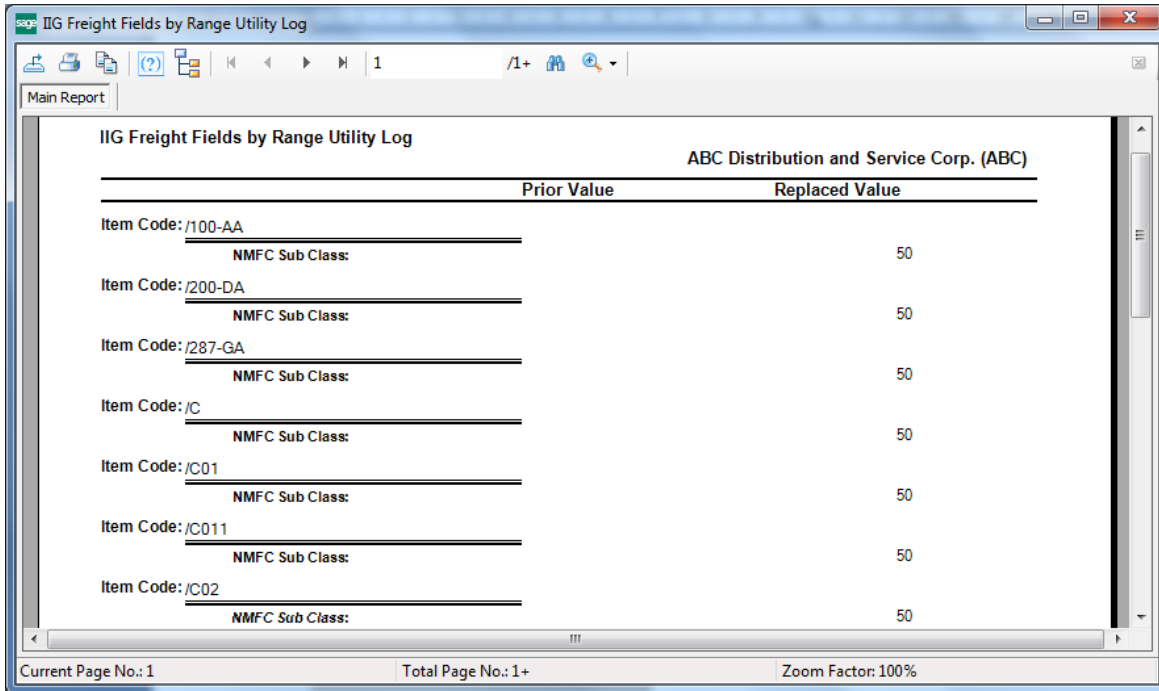 sage IIG Freight Fields by Range Utility Log
(?) 1 /1+
Main Report
IIG Freight Fields by Range Utility Log
ABC Distribution and Service Corp. (ABC)
Prior Value Replaced Value
Item Code: /100-AA
NMFC Sub Class: 50
Item Code: /200-DA
NMFC Sub Class: 50
Item Code: /287-GA
NMFC Sub Class: 50
Item Code: /C
NMFC Sub Class: 50
Item Code: /C01
NMFC Sub Class: 50
Item Code: /C011
NMFC Sub Class: 50
Item Code: /C02
NMFC Sub Class: 50
Current Page No.: 1 Total Page No.: 1+ Zoom Factor: 100%